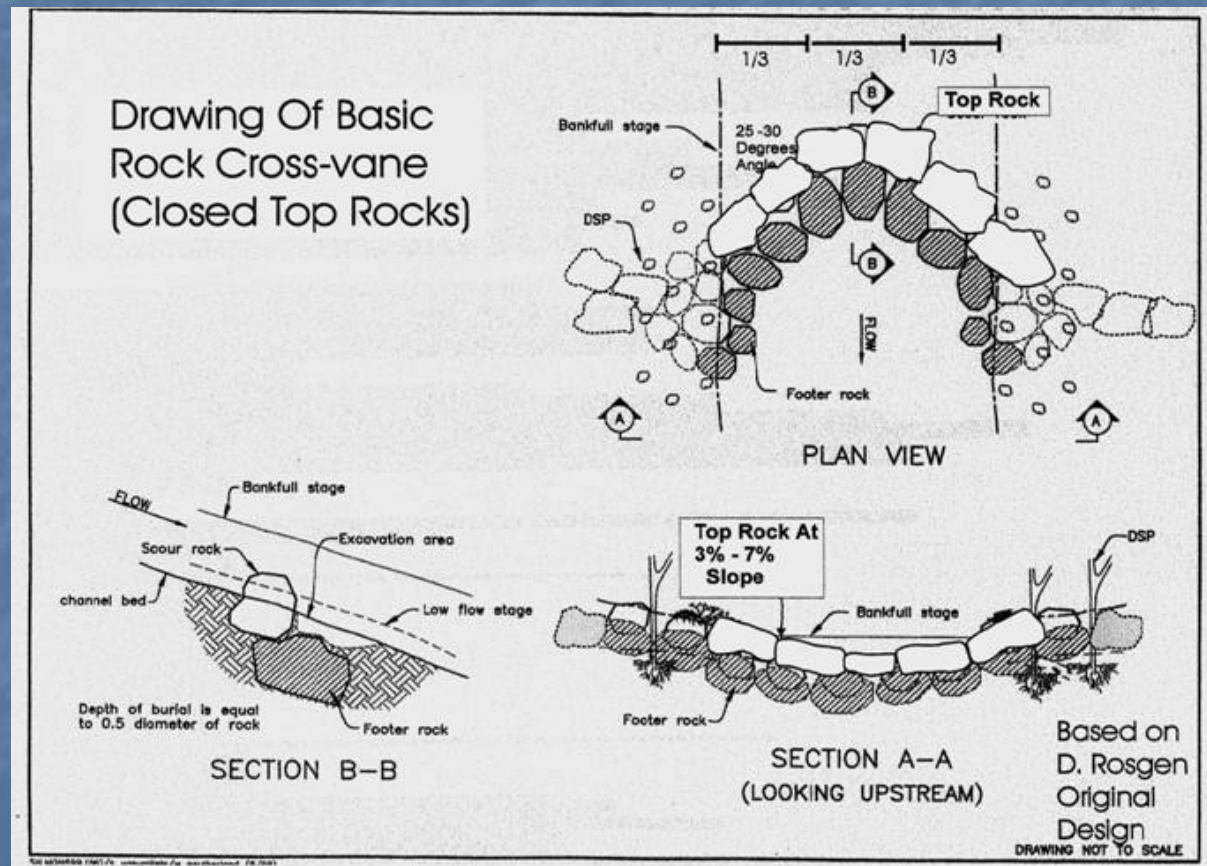 Drawing Of Basic
Rock Cross-vane
(Closed Top Rocks)
1/3 1/3 1/3
B
Top Rock
Bankfull stage
25-30
Degrees
Angle
DSP
B
FLOW
Footer rock
A
A
PLAN VIEW
FLOW
Bankfull stage
Scour rock
Excavation area
channel bed
Low flow stage
Depth of burial is equal
to 0.5 diameter of rock
Footer rock
SECTION B-B
Top Rock At
3% - 7%
Slope
DSP
Bankfull stage
Footer rock
SECTION A-A
(LOOKING UPSTREAM)
Based on
D. Rosgen
Original
Design
DRAWING NOT TO SCALE